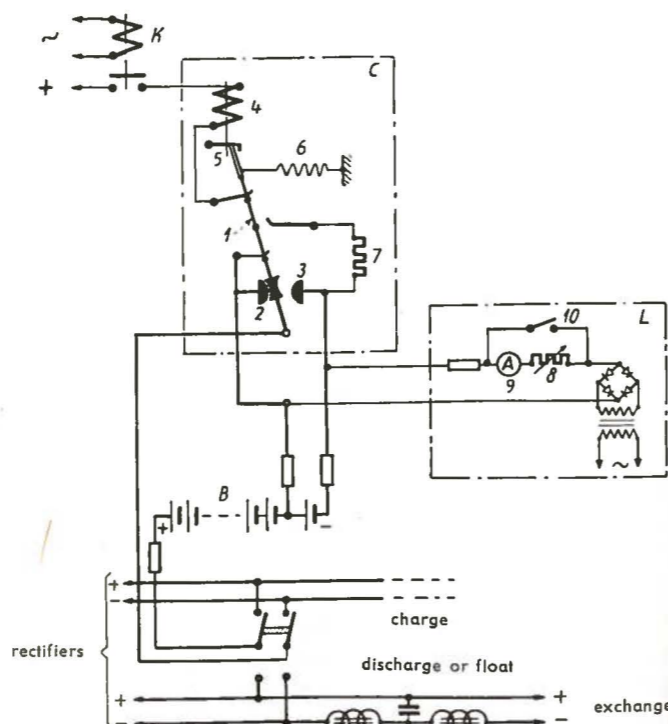 ~ K
+
C
4
5 6
1
7
3
2
10 L
A
9 8
~
B
+ −
+
−
charge
rectifiers
discharge or float
+ +
exchange
− −